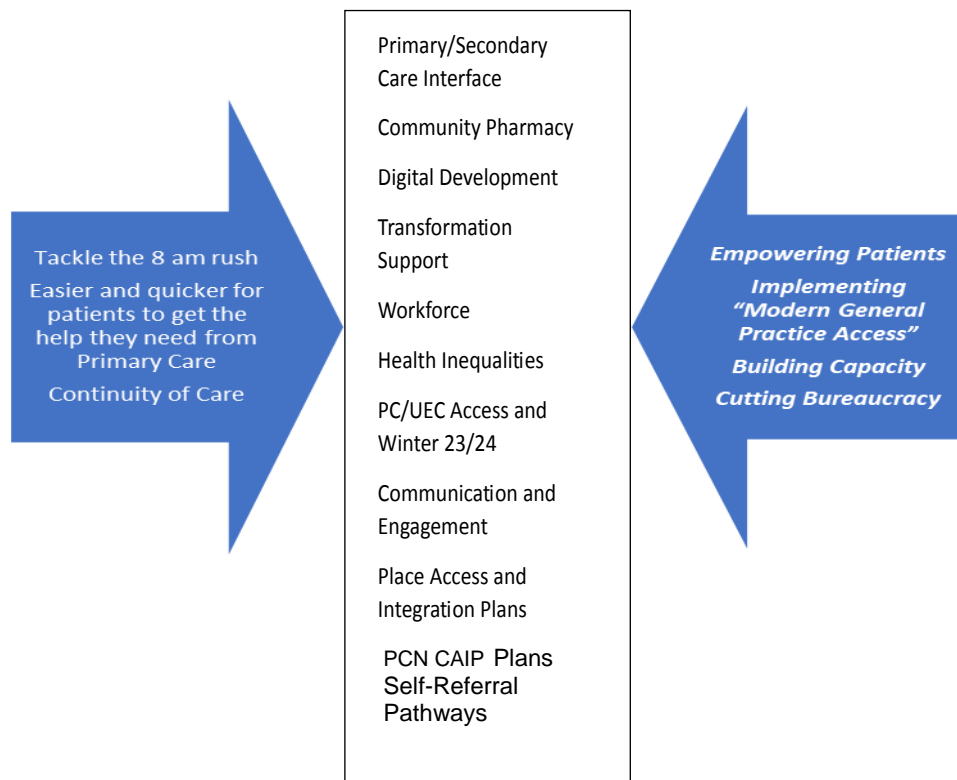 Tackle the 8 am rush
Easier and quicker for
patients to get the
help they need from
Primary Care
Continuity of Care
Primary/Secondary
Care Interface
Community Pharmacy
Digital Development
Transformation
Support
Workforce
Health Inequalities
PC/UEC Access and
Winter 23/24
Communication and
Engagement
Place Access and
Integration Plans
PCN CAIP Plans
Self-Referral
Pathways
Empowering Patients
Implementing
“Modern General
Practice Access”
Building Capacity
Cutting Bureaucracy